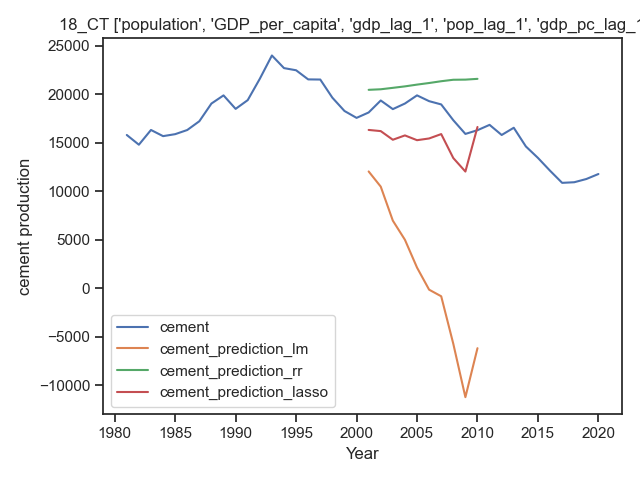 18_CT ['population', 'GDP_per_capita', 'gdp_lag_1', 'pop_lag_1', 'gdp_pc_lag_1
25000
20000
15000
10000
5000
0
−5000
−10000
cement production
cement
cement_prediction_lm
cement_prediction_rr
cement_prediction_lasso
1980 1985 1990 1995 2000 2005 2010 2015 2020
Year